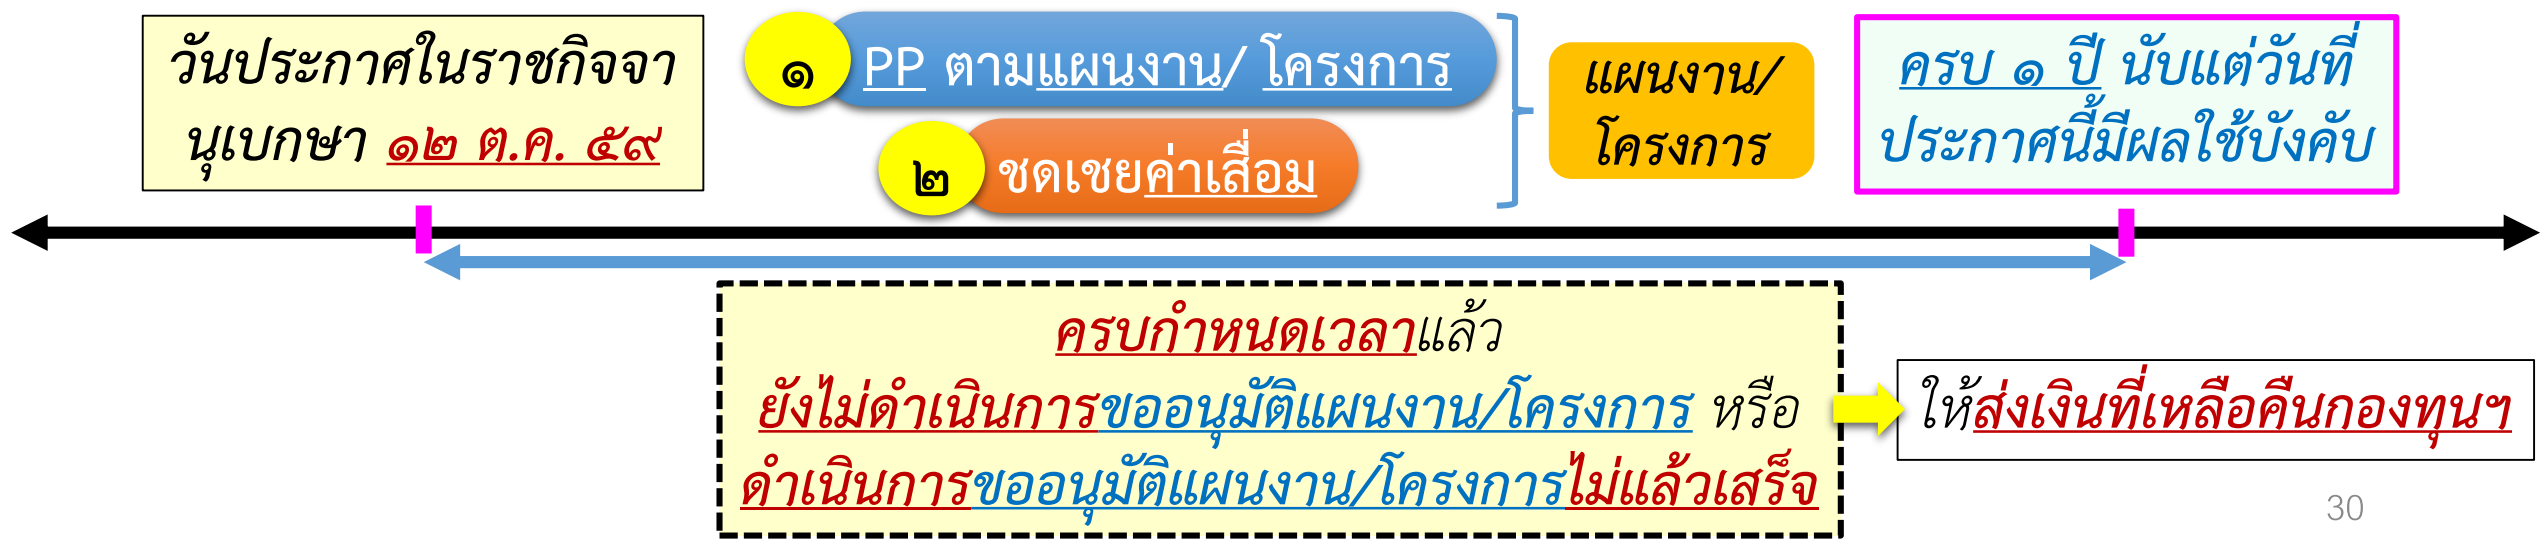 วันประกาศในราชกิจจา
นุเบกษา ๑๒ ต.ค. ๕๙
๑ PP ตามแผนงาน/ โครงการ
๒ ชดเชยค่าเสื่อม
แผนงาน/
โครงการ
ครบ ๑ ปี นับแต่วันที่
ประกาศนี้มีผลใช้บังคับ
ครบกำหนดเวลาแล้ว
ยังไม่ดำเนินการขออนุมัติแผนงาน/โครงการ หรือ
ดำเนินการขออนุมัติแผนงาน/โครงการไม่แล้วเสร็จ
ให้ส่งเงินที่เหลือคืนกองทุนฯ
30